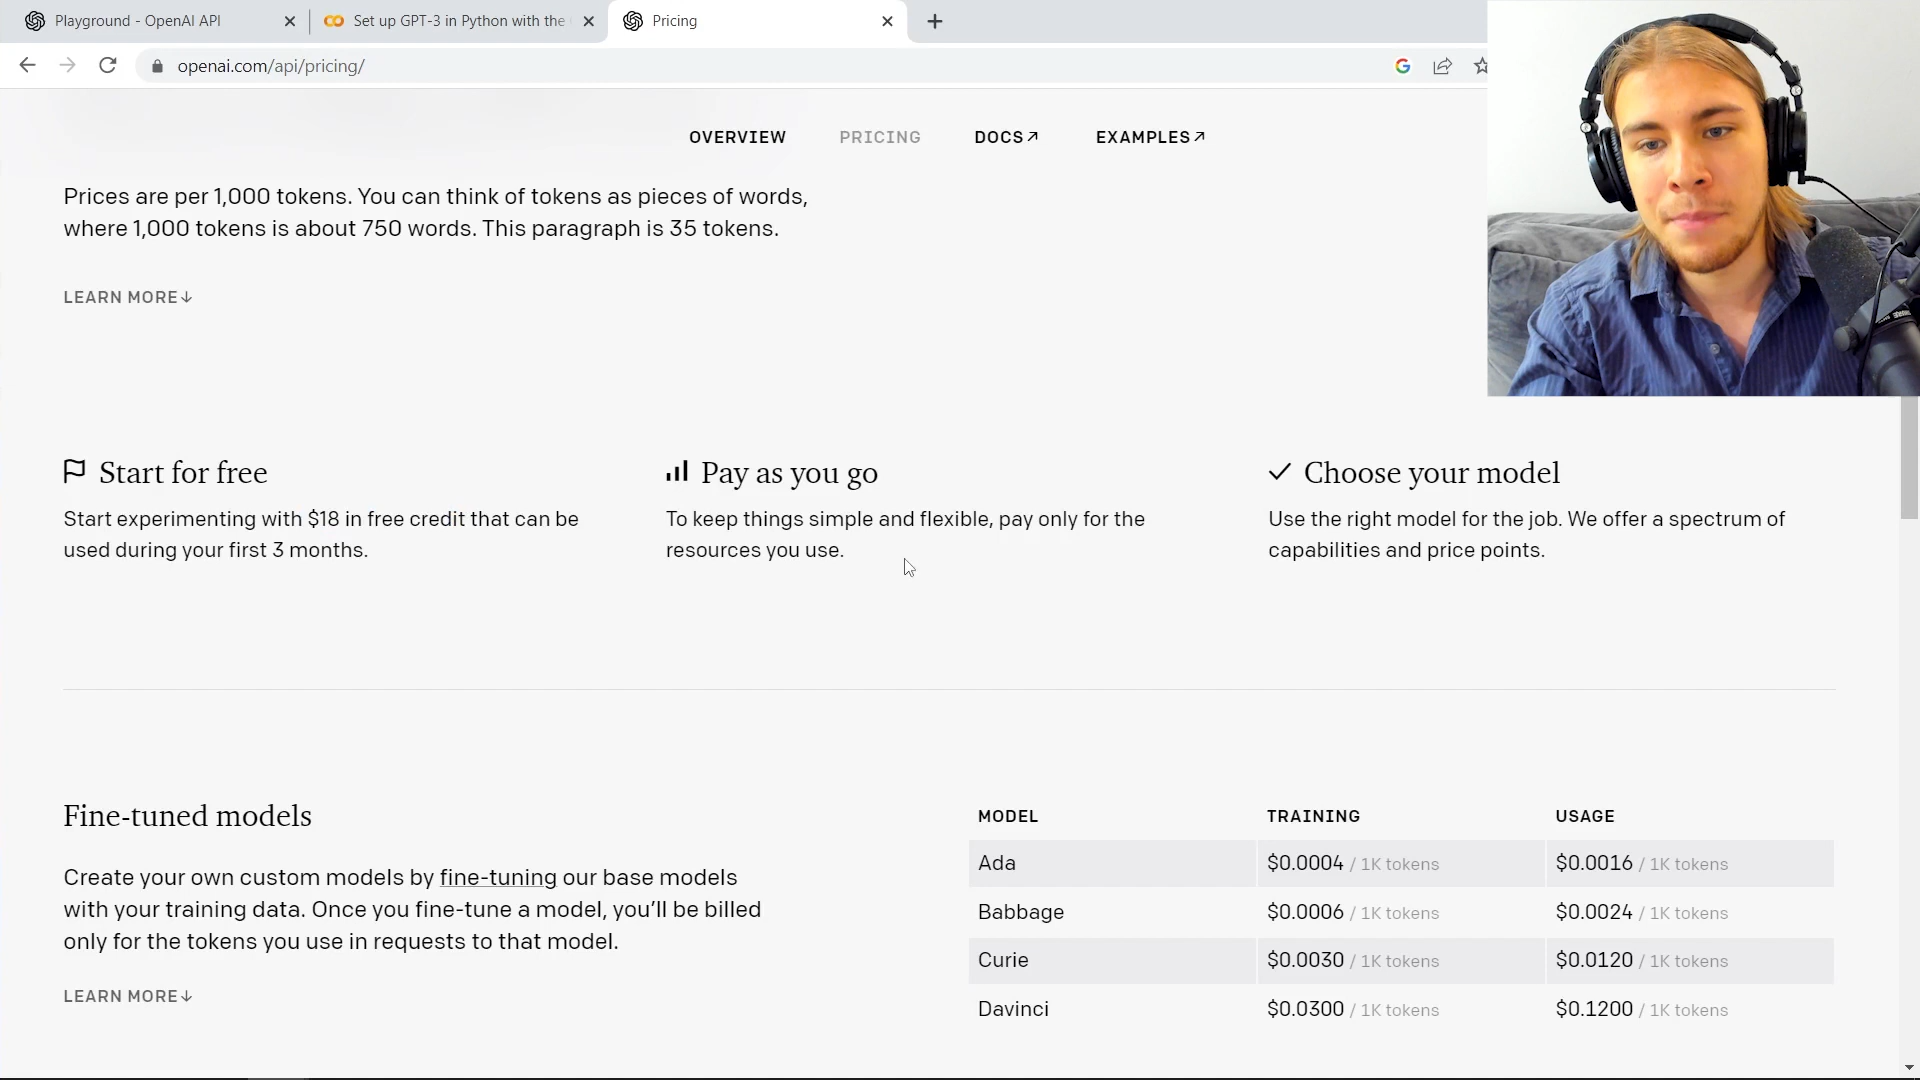 Playground - OpenAI API
Set up GPT-3 in Python with the
Pricing
openai.com/api/pricing/
OVERVIEW
PRICING
DOCS↗
EXAMPLES↗
Prices are per 1,000 tokens. You can think of tokens as pieces of words,
where 1,000 tokens is about 750 words. This paragraph is 35 tokens.
LEARN MORE↓
Start for free
Start experimenting with $18 in free credit that can be
used during your first 3 months.
Pay as you go
To keep things simple and flexible, pay only for the
resources you use.
Choose your model
Use the right model for the job. We offer a spectrum of
capabilities and price points.
Fine-tuned models
Create your own custom models by fine-tuning our base models
with your training data. Once you fine-tune a model, you’ll be billed
only for the tokens you use in requests to that model.
LEARN MORE↓
MODEL TRAINING USAGE
Ada $0.0004 / 1K tokens $0.0016 / 1K tokens
Babbage $0.0006 / 1K tokens $0.0024 / 1K tokens
Curie $0.0030 / 1K tokens $0.0120 / 1K tokens
Davinci $0.0300 / 1K tokens $0.1200 / 1K tokens